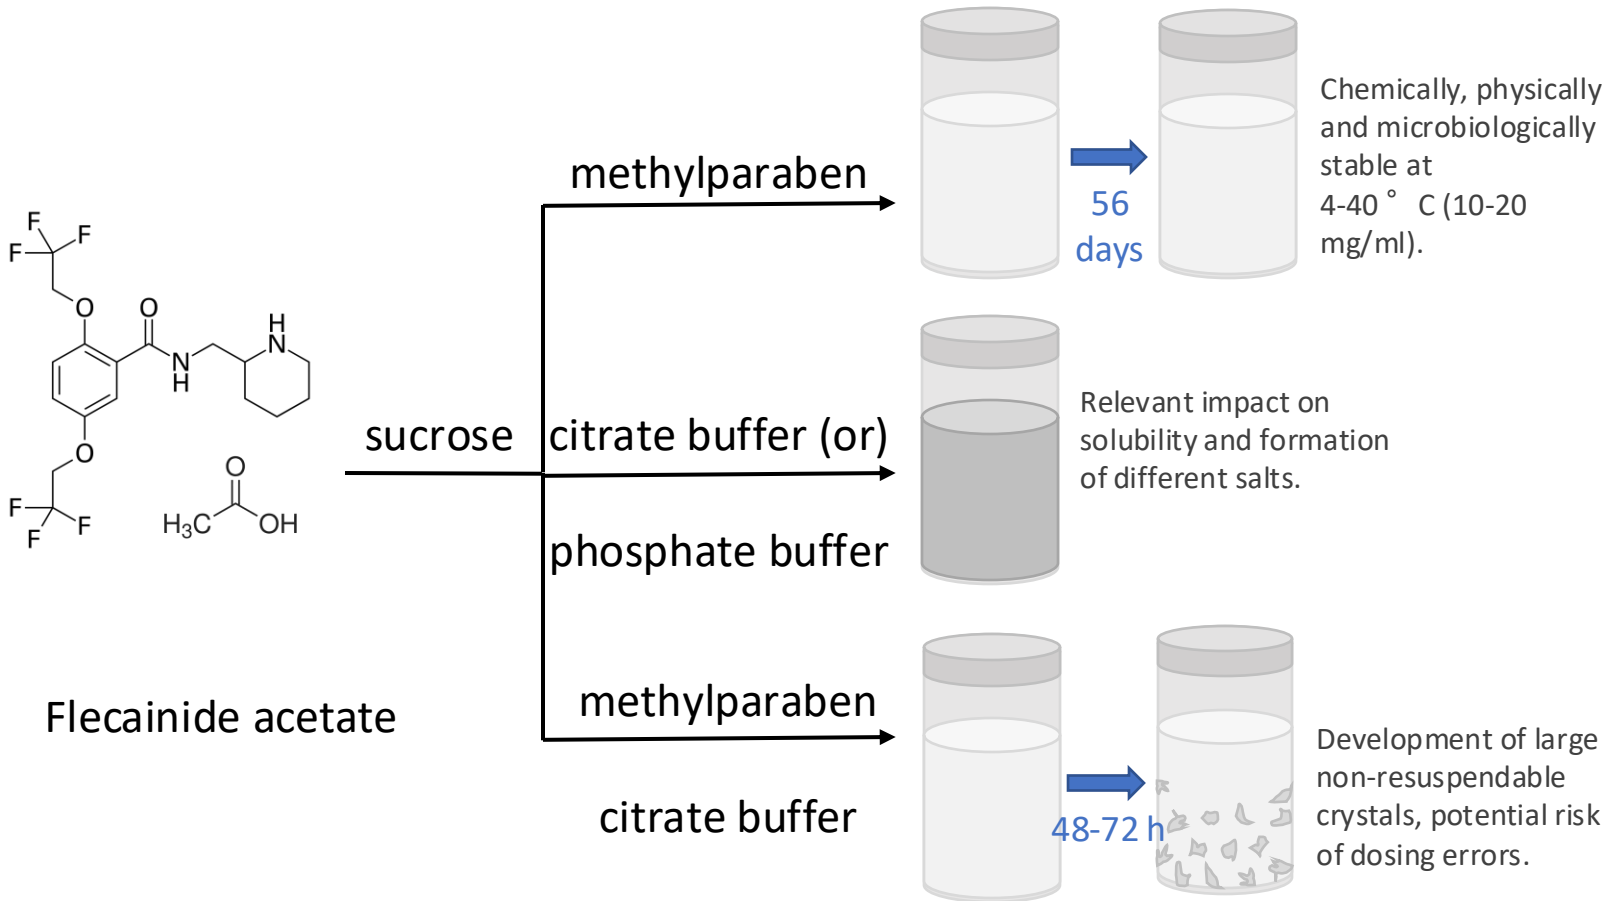 methylparaben
56
days
Chemically, physically
and microbiologically
stable at
4-40 ° C (10-20
mg/ml).
F
F
F
O
O
N
H
H
N
O
F
F
F
O
H₃C
OH
sucrose
citrate buffer (or)
phosphate buffer
Relevant impact on
solubility and formation
of different salts.
Flecainide acetate
methylparaben
citrate buffer
48-72 h
Development of large
non-resuspendable
crystals, potential risk
of dosing errors.